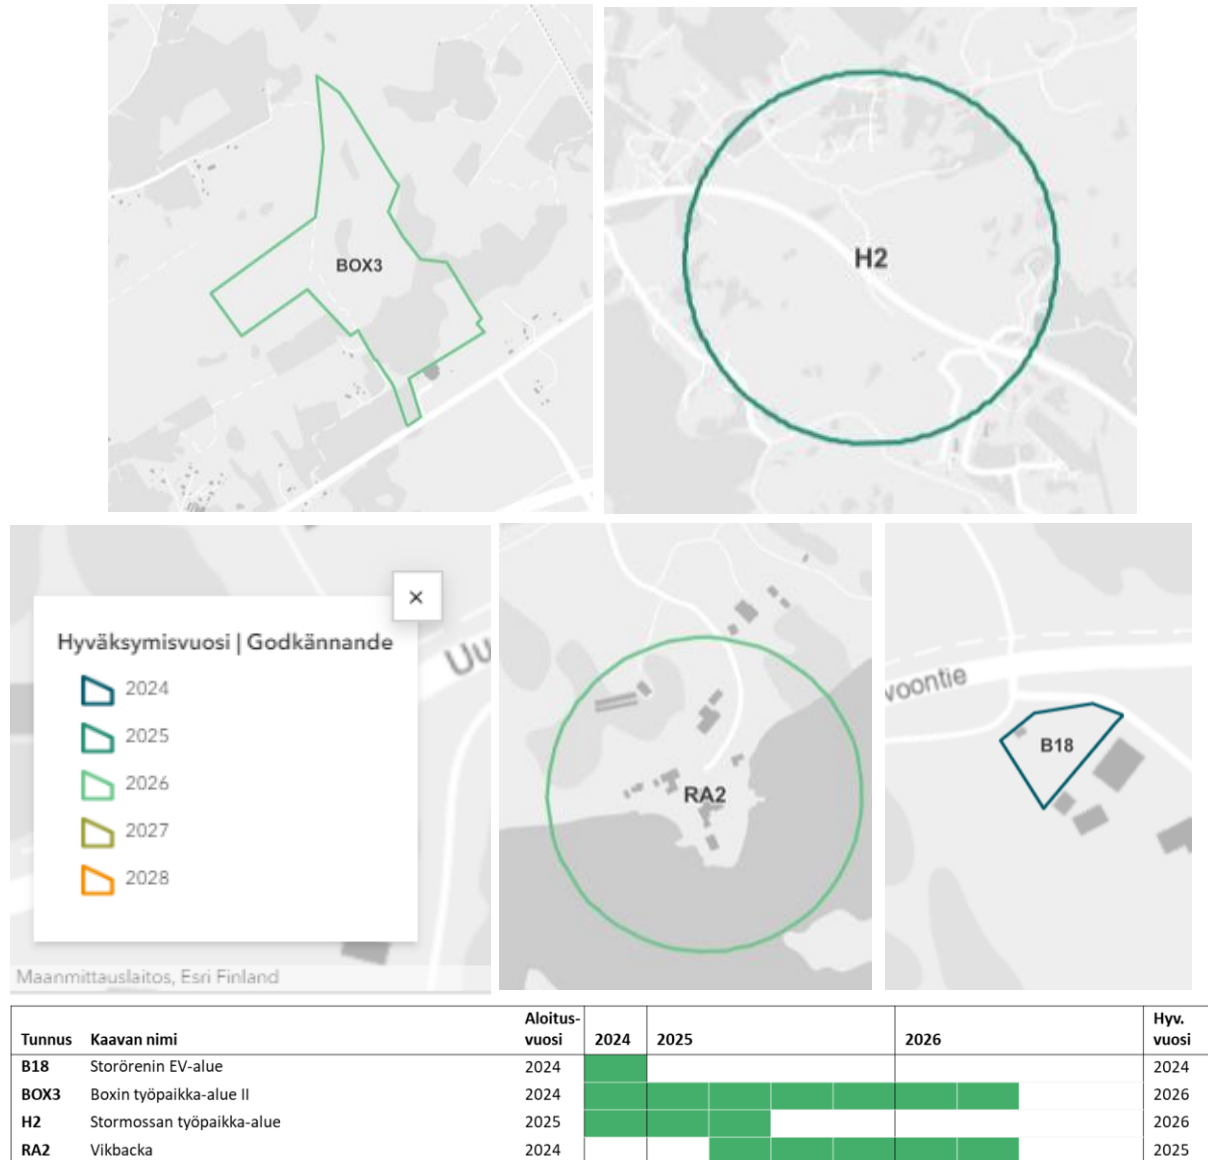 BOX3
H2
Hyväksymisvuosi | Godkännande
2024
2025
2026
2027
2028
Uu
Maanmittauslaitos, Esri Finland
RA2
voontie
B18
Tunnus Kaavan nimi Aloitus-vuosi 2024 2025 2026 Hyv. vuosi
B18 Storörenin EV-alue 2024 2024
BOX3 Boxin työpaikka-alue II 2024 2026
H2 Stormossan työpaikka-alue 2025 2026
RA2 Vikbacka 2024 2025